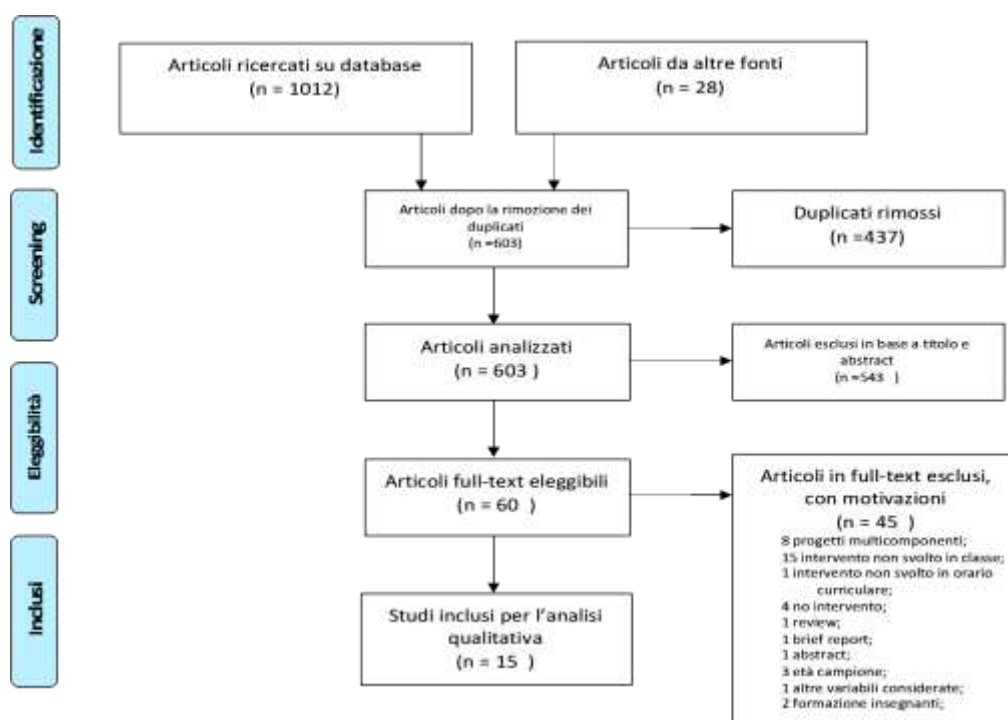 Identificazione
Articoli ricercati su database
(n = 1012)
Articoli da altre fonti
(n = 28)
Screening
Articoli dopo la rimozione dei
duplicati
(n =603)
Duplicati rimossi
(n =437)
Articoli analizzati
(n = 603 )
Articoli esclusi in base a titolo e
abstract
(n =543 )
Eleggibilità
Articoli full-text eleggibili
(n = 60 )
Articoli in full-text esclusi,
con motivazioni
(n = 45 )
8 progetti multicomponenti;
15 intervento non svolto in classe;
1 intervento non svolto in orario
curriculare;
4 no intervento;
1 review;
1 brief report;
1 abstract;
3 età campione;
1 altre variabili considerate;
2 formazione insegnanti;
Inclusi
Studi inclusi per l'analisi
qualitativa
(n = 15 )